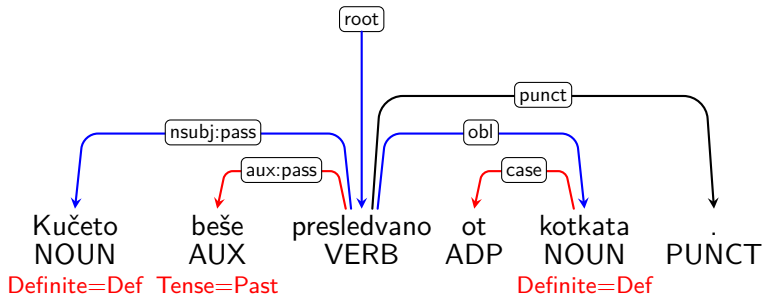 root
punct
nsubj:pass obl
aux:pass case
Kučeto beše presledvano ot kotkata .
NOUN AUX VERB ADP NOUN PUNCT
Definite=Def Tense=Past Definite=Def